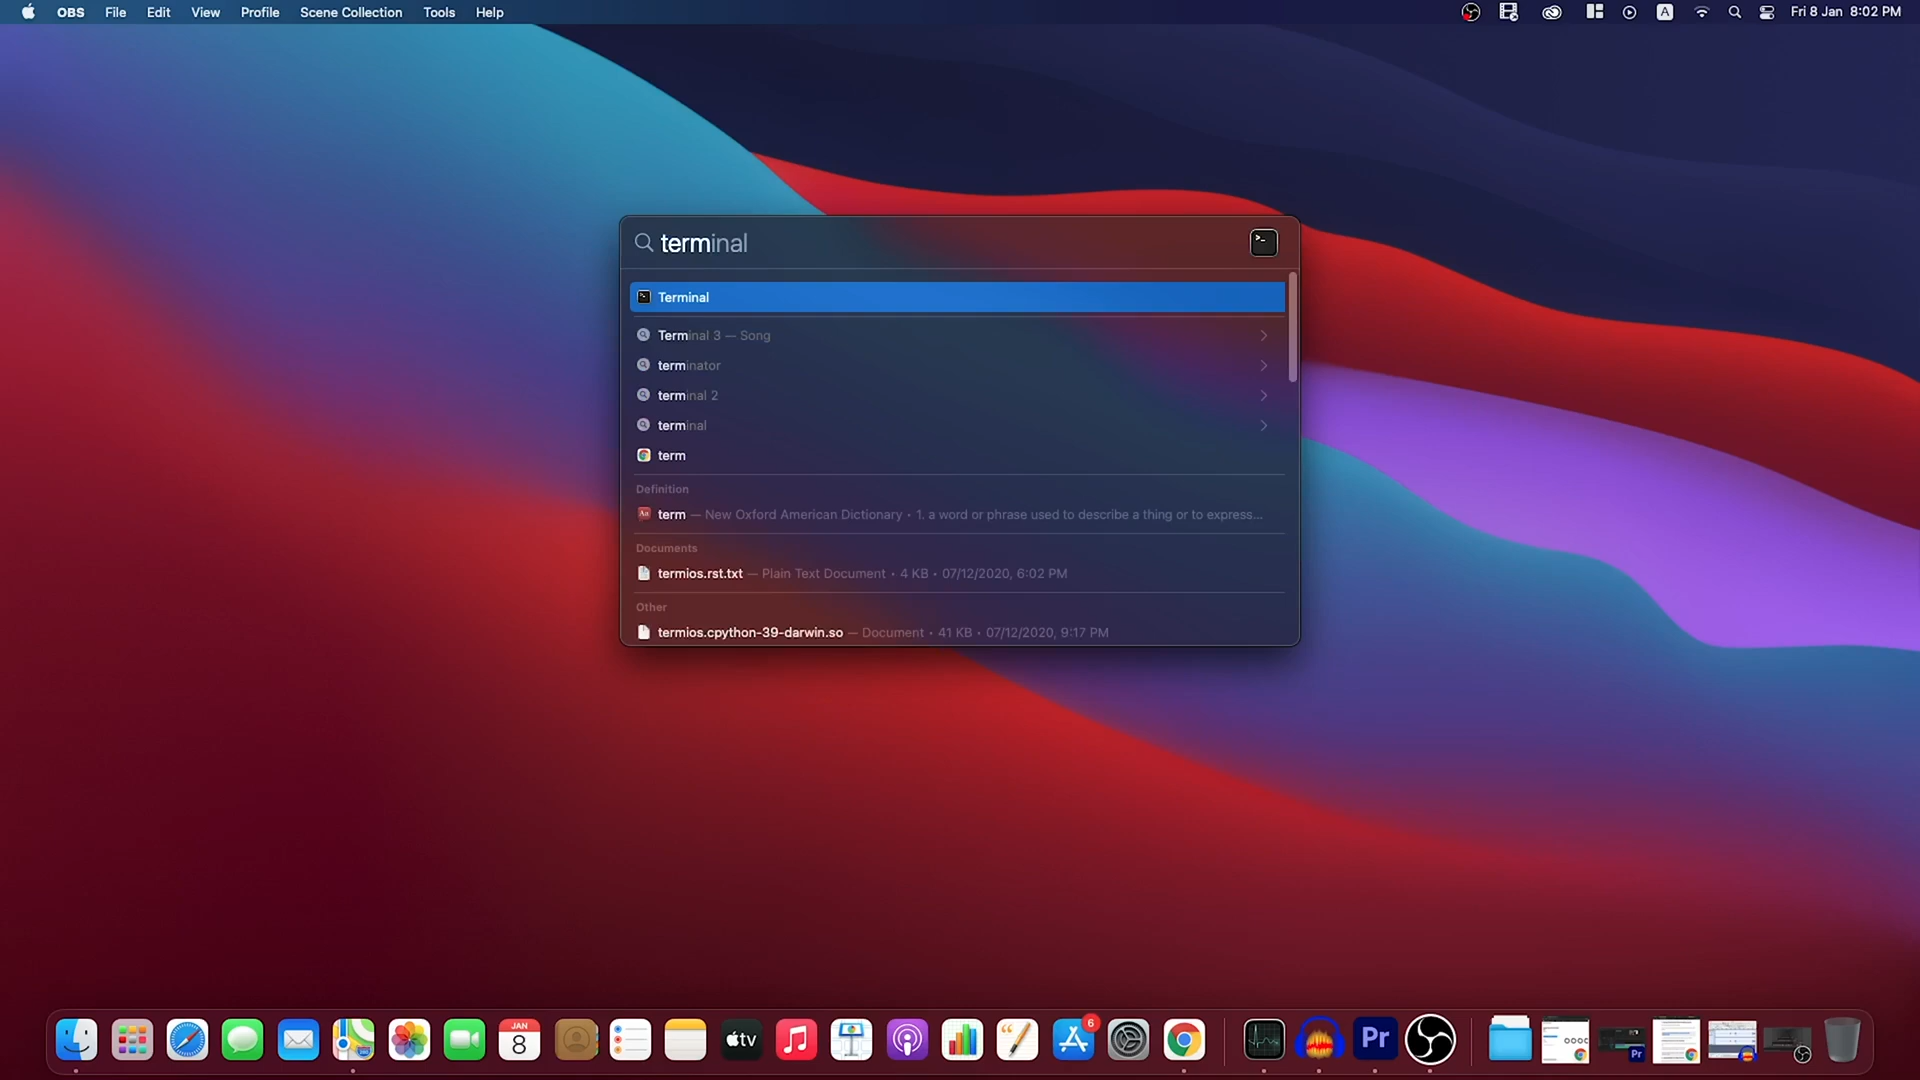 OBS File Edit View Profile Scene Collection Tools Help A Fri 8 Jan 8:02 PM
terminal
Terminal
Terminal 3 — Song
terminator
terminal 2
terminal
term
Definition
term — New Oxford American Dictionary • 1. a word or phrase used to describe a thing or to express...
Documents
termios.rst.txt — Plain Text Document • 4 KB • 07/12/2020, 6:02 PM
Other
termios.cpython-39-darwin.so — Document • 41 KB • 07/12/2020, 9:17 PM
JAN
8
tv
6
Pr
Pr